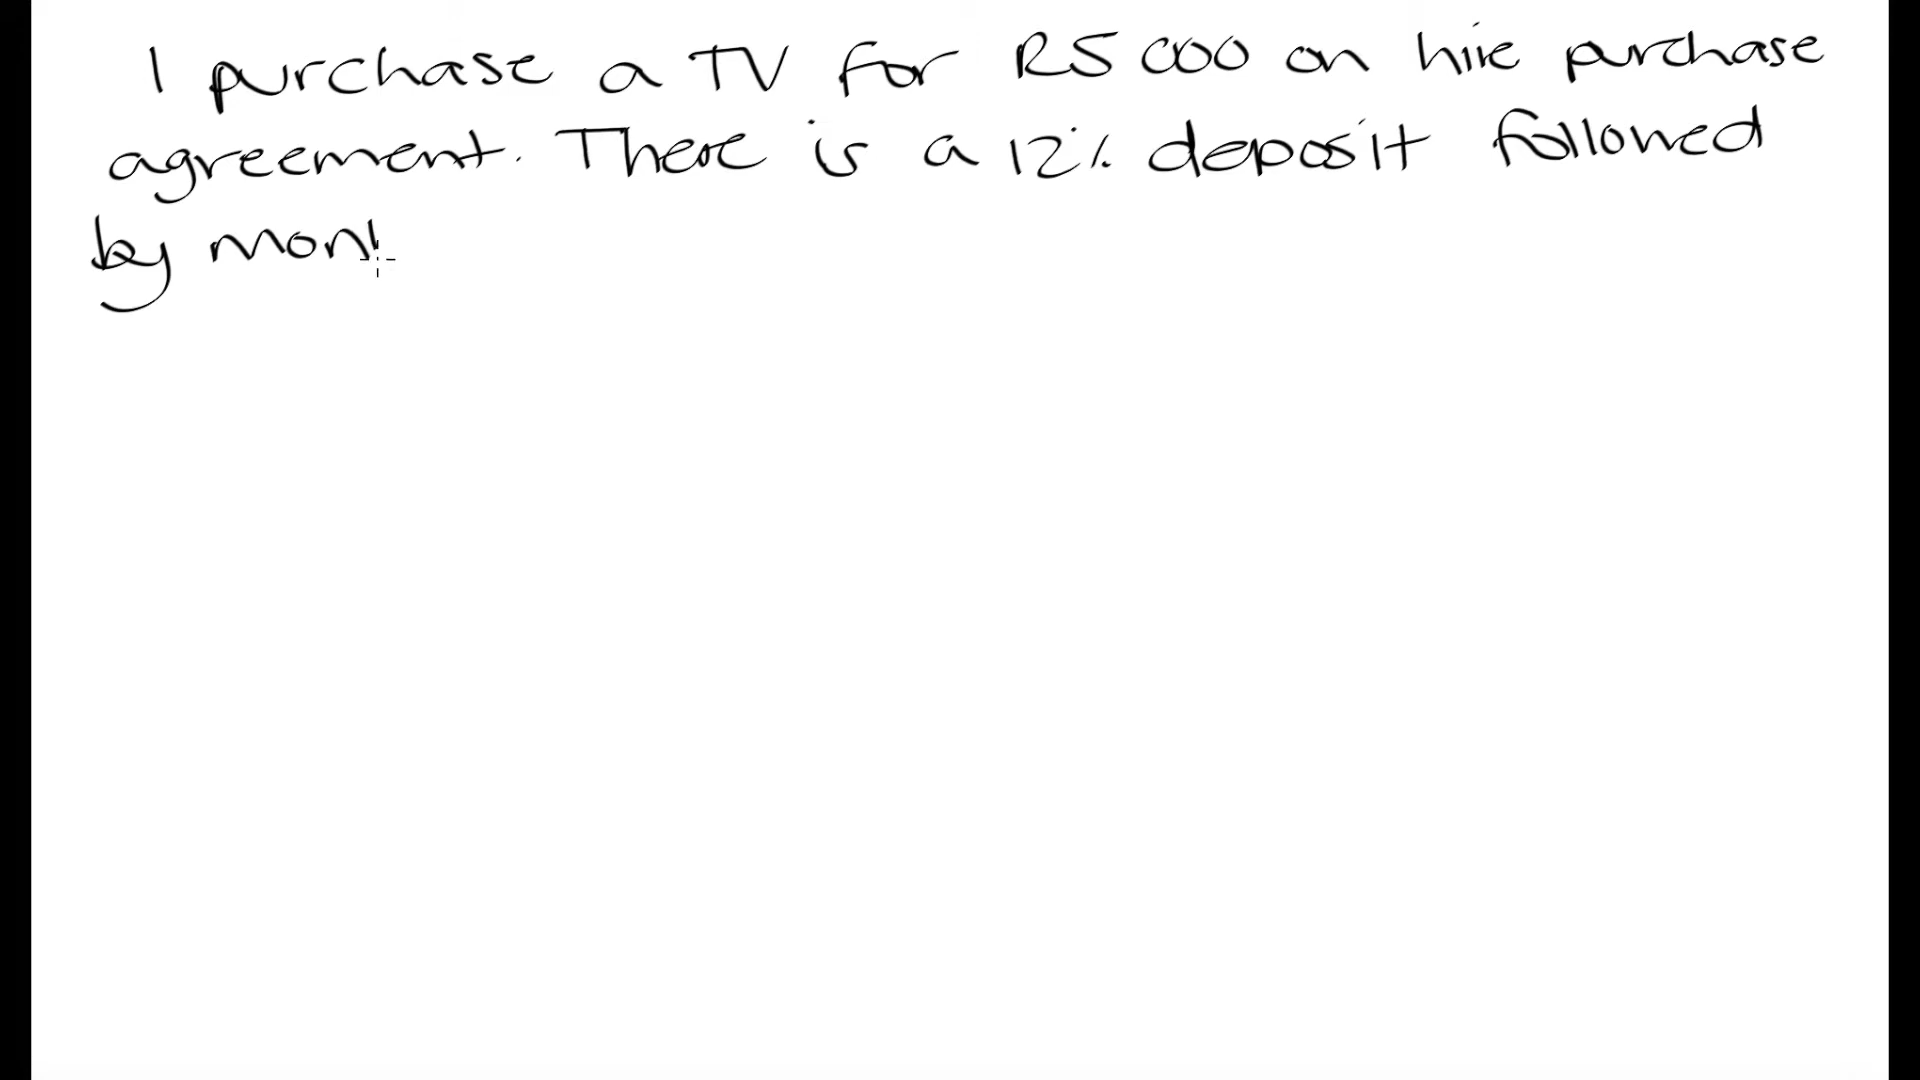 I purchase a TV for R5 000 on hire purchase
agreement. There is a 12% deposit followed
by mon